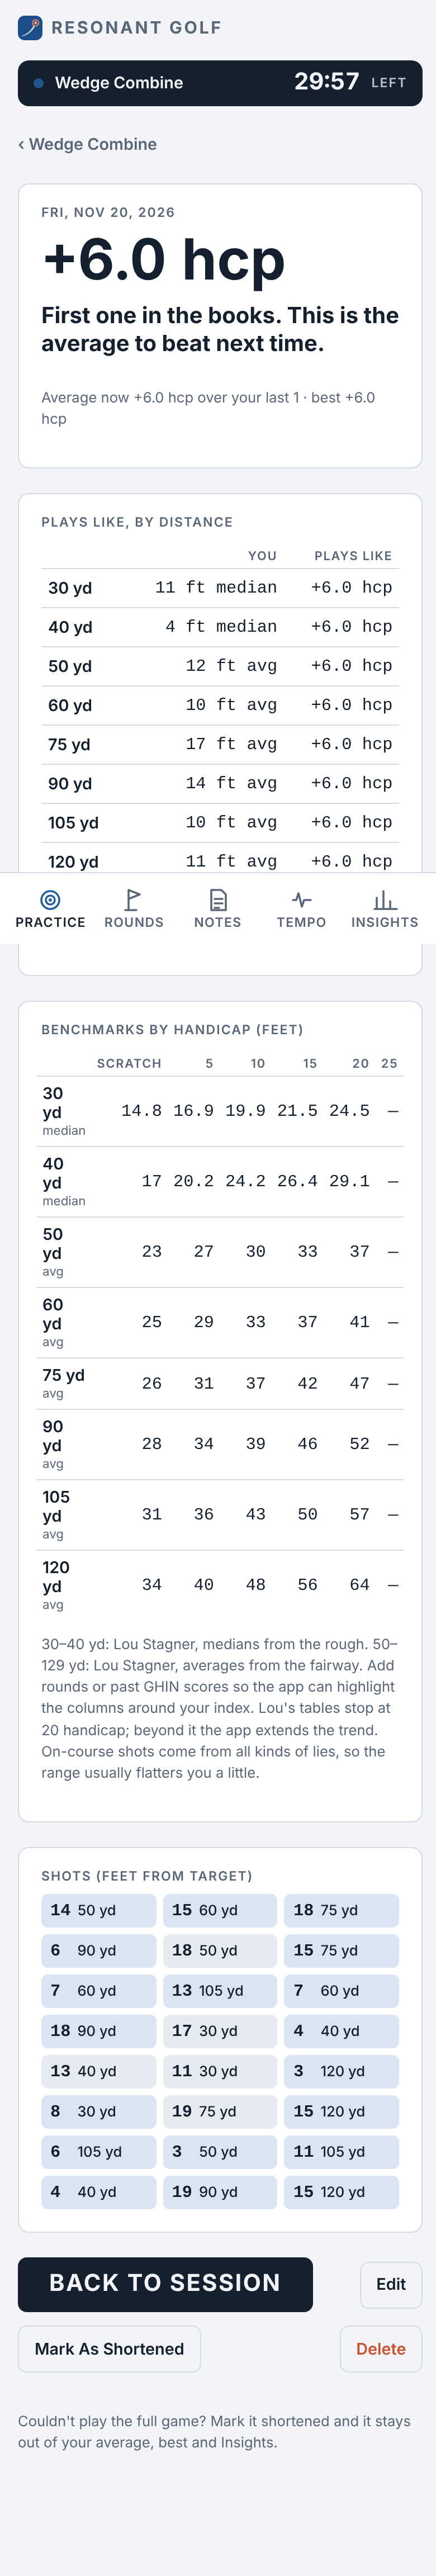 RESONANT GOLF
Wedge Combine 29:57 LEFT
‹ Wedge Combine
FRI, NOV 20, 2026
+6.0 hcp
First one in the books. This is the
average to beat next time.
Average now +6.0 hcp over your last 1 · best +6.0
hcp
PLAYS LIKE, BY DISTANCE
YOU PLAYS LIKE
30 yd 11 ft median +6.0 hcp
40 yd 4 ft median +6.0 hcp
50 yd 12 ft avg +6.0 hcp
60 yd 10 ft avg +6.0 hcp
75 yd 17 ft avg +6.0 hcp
90 yd 14 ft avg +6.0 hcp
105 yd 10 ft avg +6.0 hcp
120 yd 11 ft avg +6.0 hcp
PRACTICE ROUNDS NOTES TEMPO INSIGHTS
BENCHMARKS BY HANDICAP (FEET)
SCRATCH 5 10 15 20 25
30
yd 14.8 16.9 19.9 21.5 24.5 –
median
40
yd 17 20.2 24.2 26.4 29.1 –
median
50
yd 23 27 30 33 37 –
avg
60
yd 25 29 33 37 41 –
avg
75 yd 26 31 37 42 47 –
avg
90
yd 28 34 39 46 52 –
avg
105
yd 31 36 43 50 57 –
avg
120
yd 34 40 48 56 64 –
avg
30–40 yd: Lou Stagner, medians from the rough. 50–
129 yd: Lou Stagner, averages from the fairway. Add
rounds or past GHIN scores so the app can highlight
the columns around your index. Lou's tables stop at
20 handicap; beyond it the app extends the trend.
On-course shots come from all kinds of lies, so the
range usually flatters you a little.
SHOTS (FEET FROM TARGET)
14 50 yd 15 60 yd 18 75 yd
6 90 yd 18 50 yd 15 75 yd
7 60 yd 13 105 yd 7 60 yd
18 90 yd 17 30 yd 4 40 yd
13 40 yd 11 30 yd 3 120 yd
8 30 yd 19 75 yd 15 120 yd
6 105 yd 3 50 yd 11 105 yd
4 40 yd 19 90 yd 15 120 yd
BACK TO SESSION Edit
Mark As Shortened Delete
Couldn't play the full game? Mark it shortened and it stays
out of your average, best and Insights.